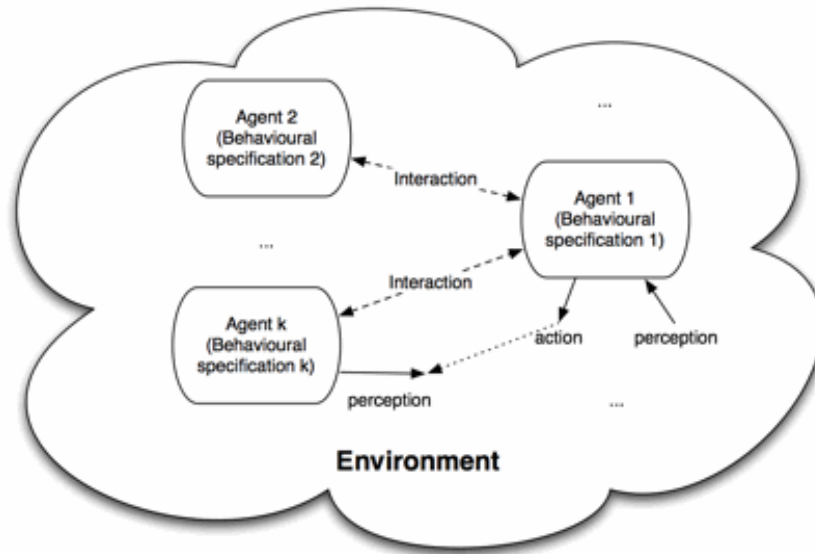 Agent 2
(Behavioural
specification 2)
...
Interaction
Agent 1
(Behavioural
specification 1)
...
Interaction
Agent k
(Behavioural
specification k)
action
perception
perception
...
Environment